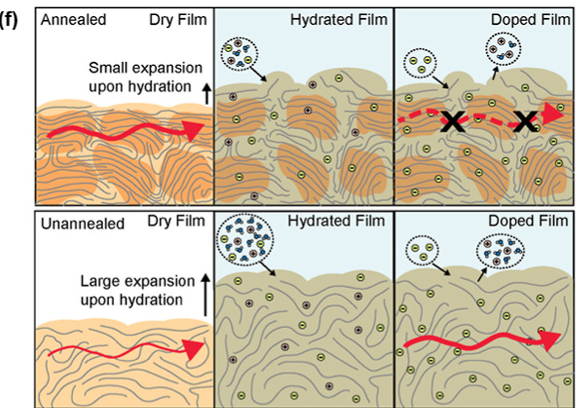 (f)
Annealed Dry Film
Hydrated Film
Doped Film
Small expansion
upon hydration
X X
Unannealed Dry Film
Hydrated Film
Doped Film
Large expansion
upon hydration